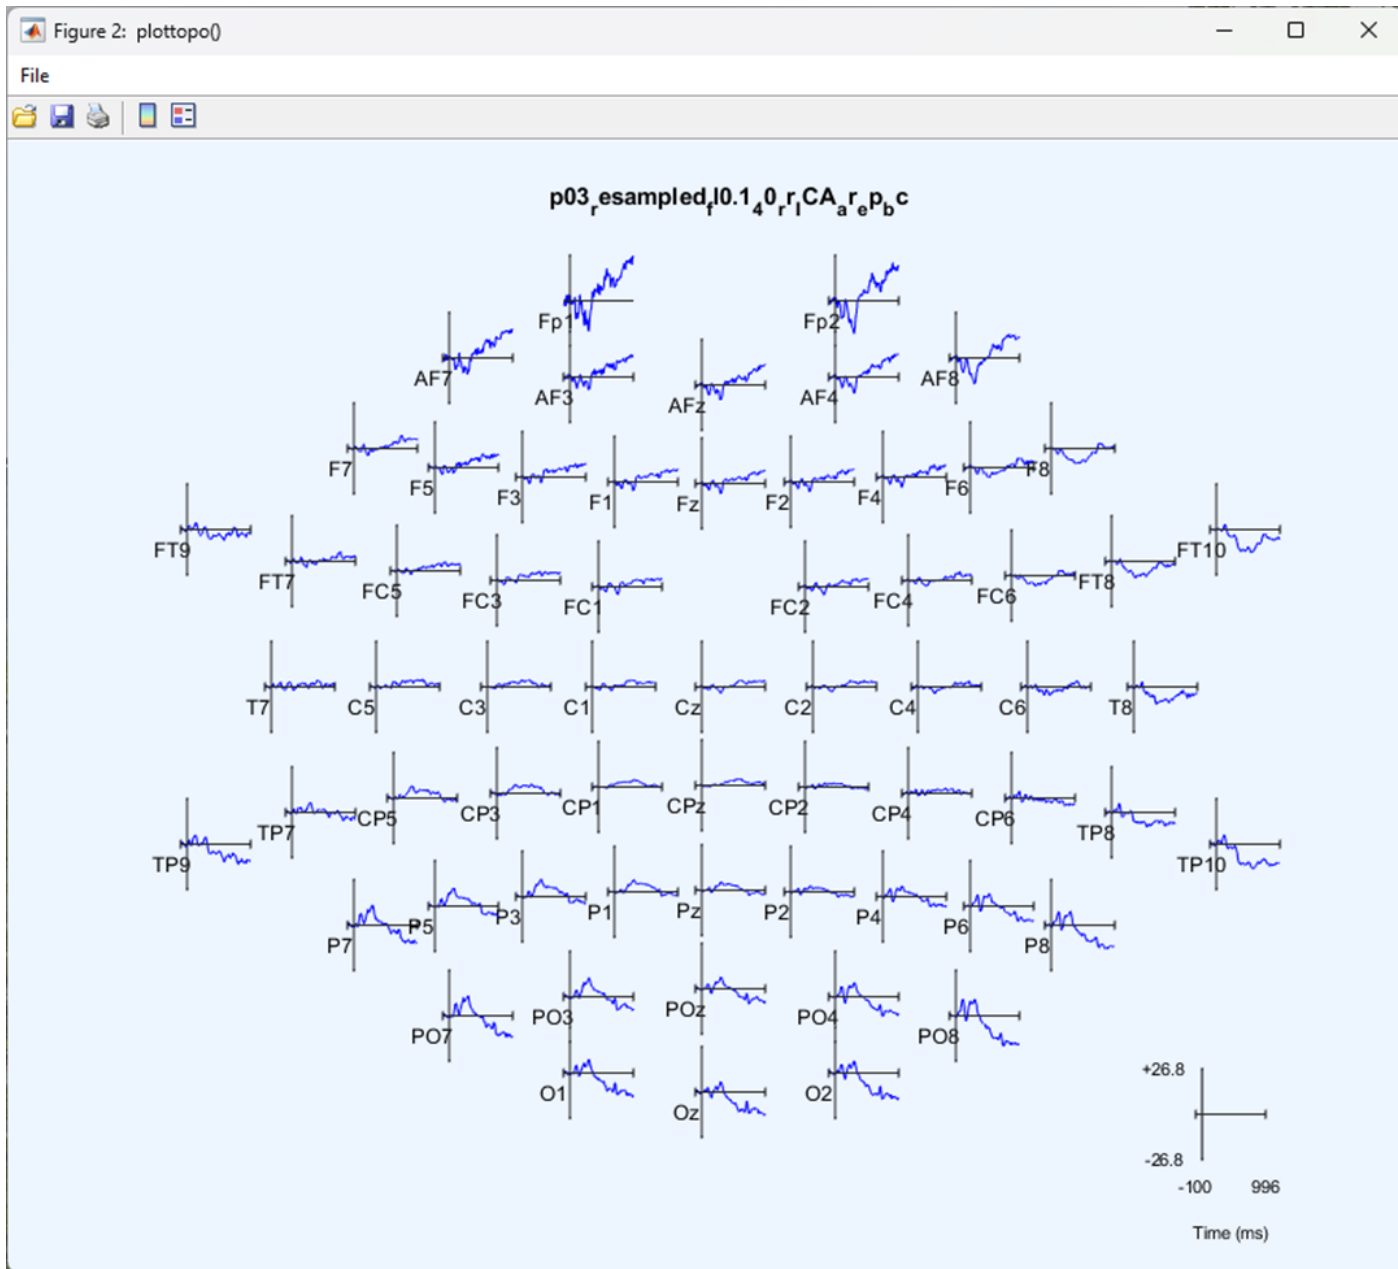 Figure 2: plottopo()
File
p03resampledfl0.140rrICAarepbc
Fp1 Fp2
AF7 AF3 AFz AF4 AF8
F7 F5 F3 F1 Fz F2 F4 F6 F8
FT9 FT7 FC5 FC3 FC1 FC2 FC4 FC6 FT8 FT10
T7 C5 C3 C1 Cz C2 C4 C6 T8
TP9 TP7 CP5 CP3 CP1 CPz CP2 CP4 CP6 TP8 TP10
P7 P5 P3 P1 Pz P2 P4 P6 P8
PO7 PO3 POz PO4 PO8
O1 Oz O2
+26.8
-26.8
-100 996
Time (ms)